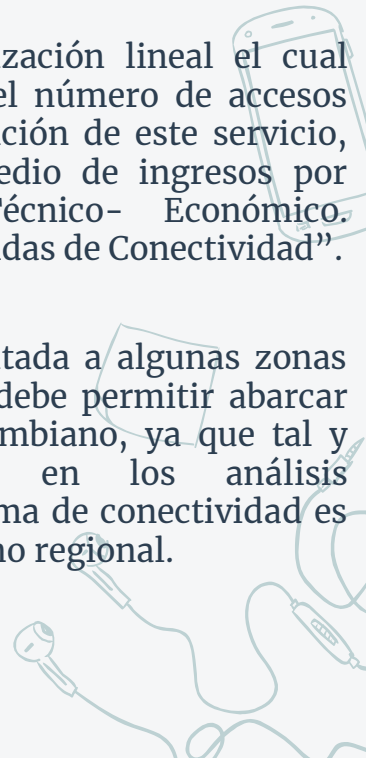 zación lineal el cual
el número de accesos
ción de este servicio,
edio de ingresos por
Técnico- Económico.
das de Conectividad”.
tada a algunas zonas
debe permitir abarcar
mbiano, ya que tal y
en los análisis
ma de conectividad es
no regional.